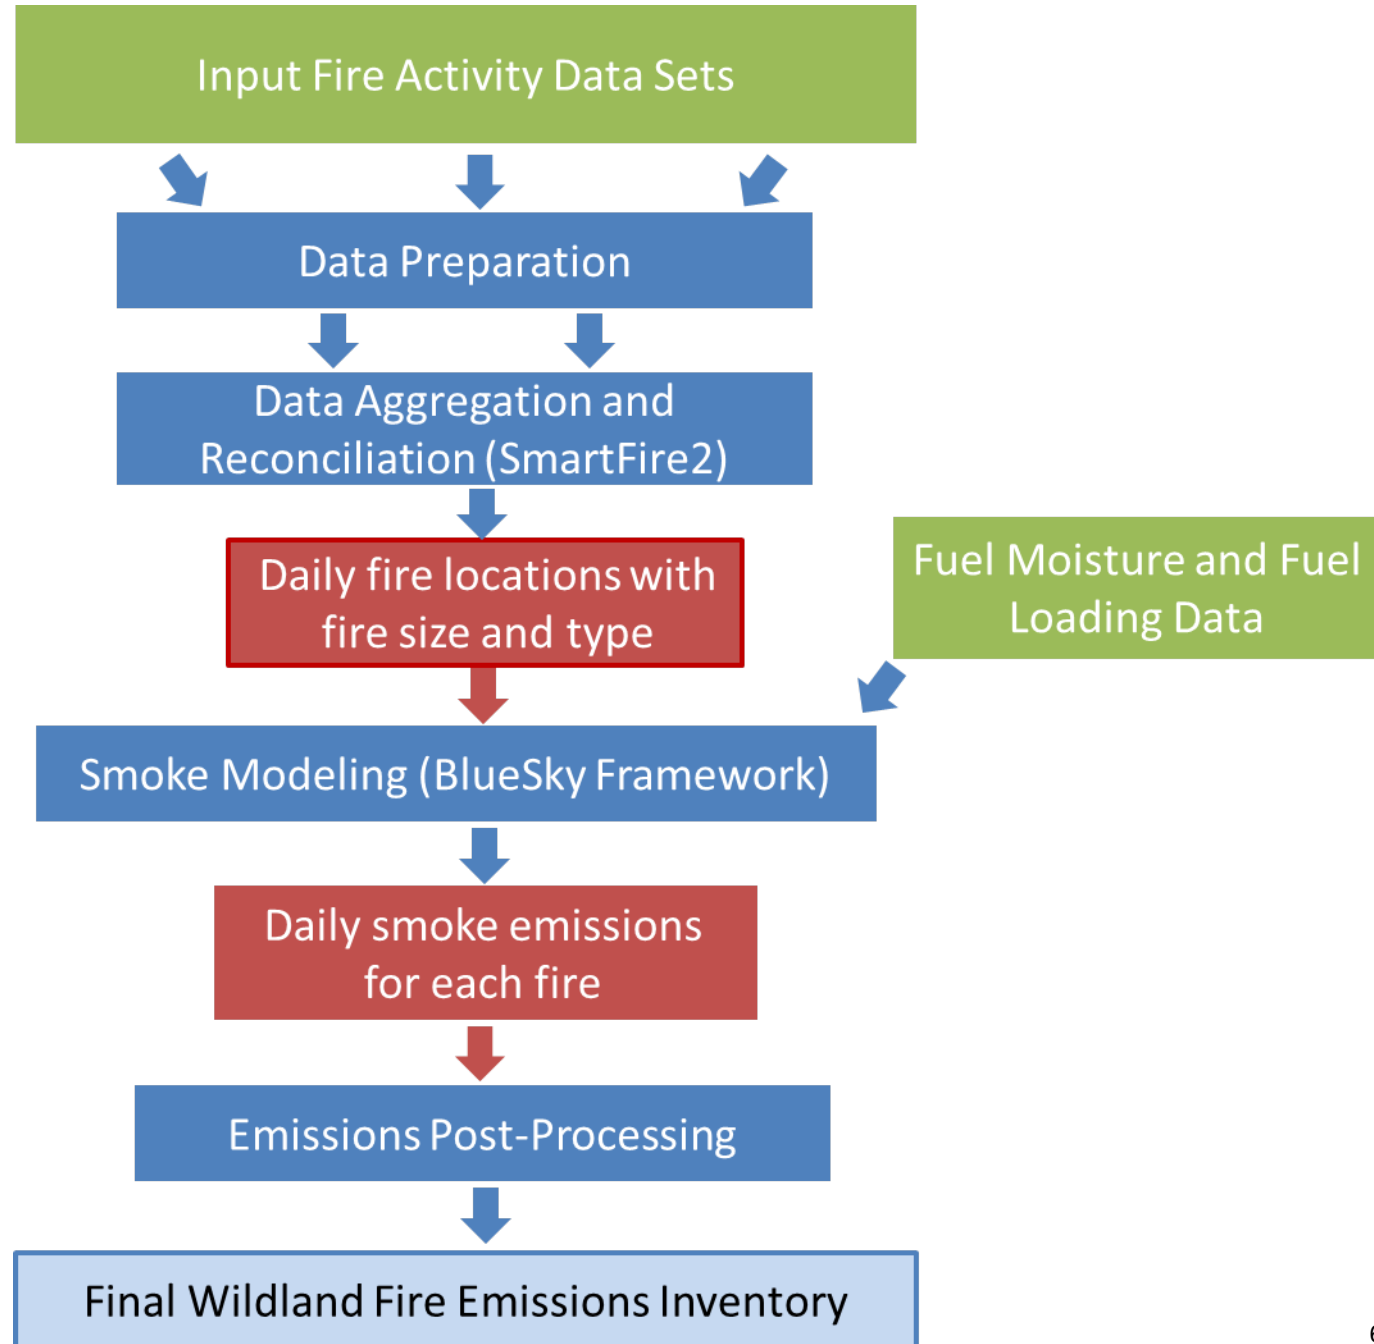 Input Fire Activity Data Sets
Data Preparation
Data Aggregation and
Reconciliation (SmartFire2)
Daily fire locations with
fire size and type
Fuel Moisture and Fuel
Loading Data
Smoke Modeling (BlueSky Framework)
Daily smoke emissions
for each fire
Emissions Post-Processing
Final Wildland Fire Emissions Inventory
6